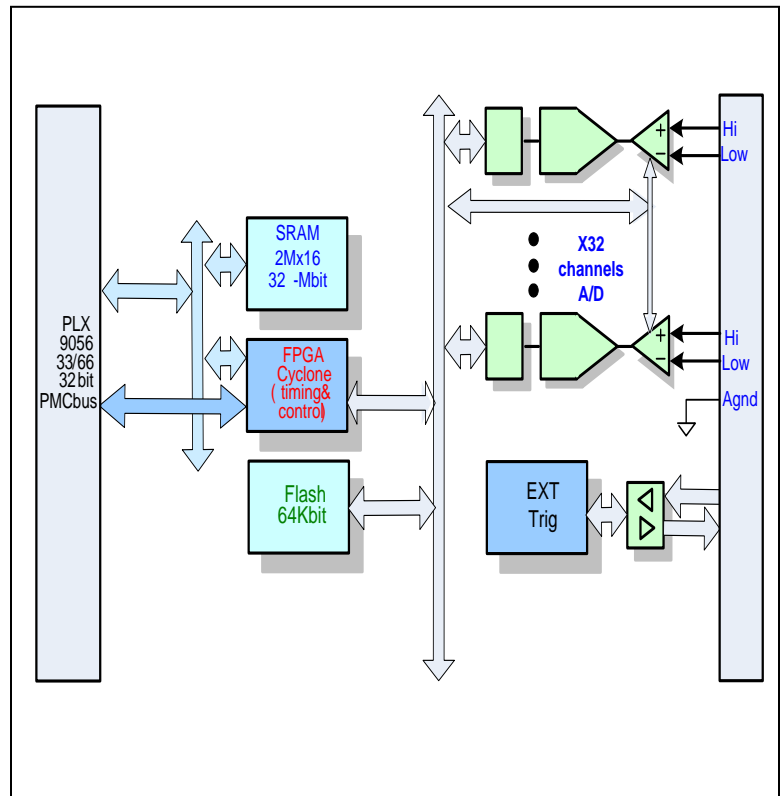 PLX
9056
33/66
32 bit
PMCbus
SRAM
2Mx16
32 -Mbit
FPGA
Cyclone
( timing&
control)
Flash
64Kbit
+
−
Hi
Low
X32
channels
A/D
+
−
Hi
Low
Agnd
EXT
Trig